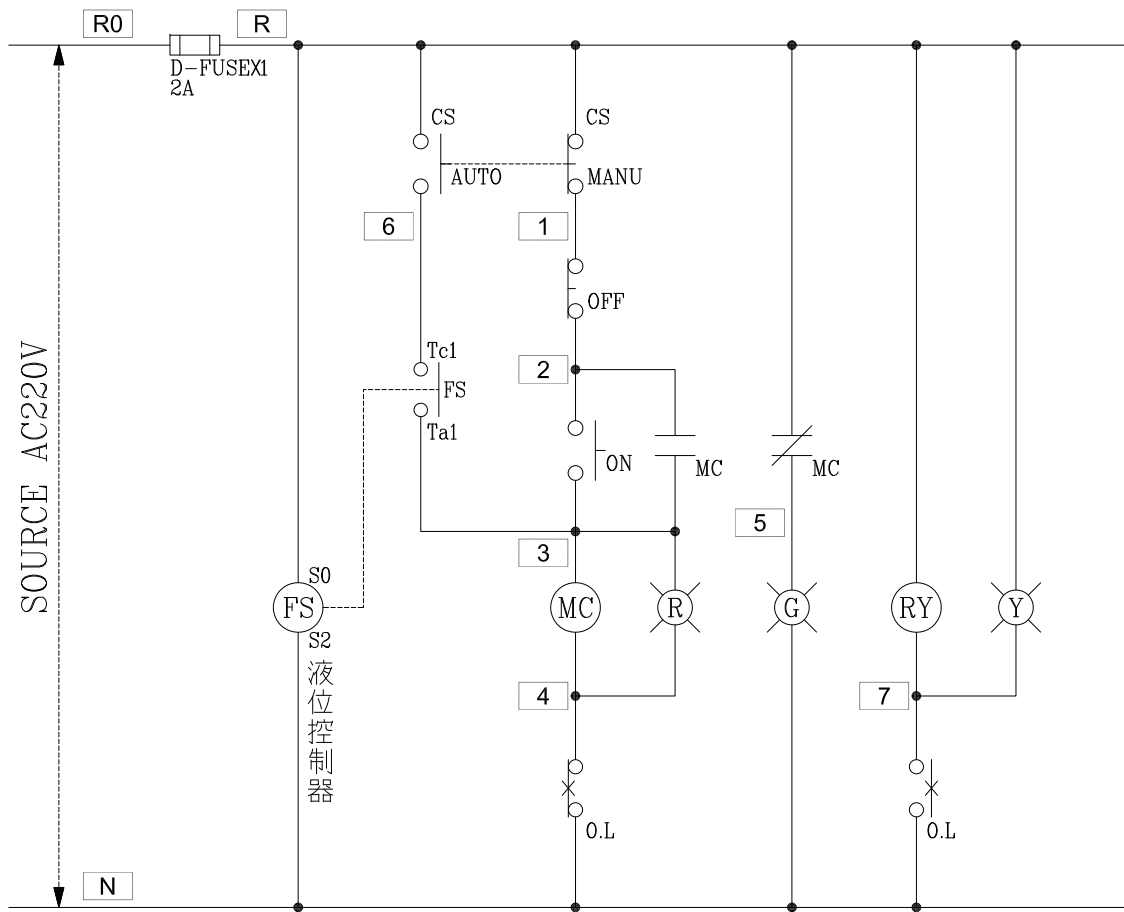 R0
R
D-FUSEX1
2A
CS
CS
AUTO
MANU
6
1
OFF
Tc1
2
FS
Ta1
ON
MC
MC
5
3
SOURCE AC220V
S0
FS
MC
R
G
RY
Y
S2
液位控制器
4
7
O.L
O.L
N